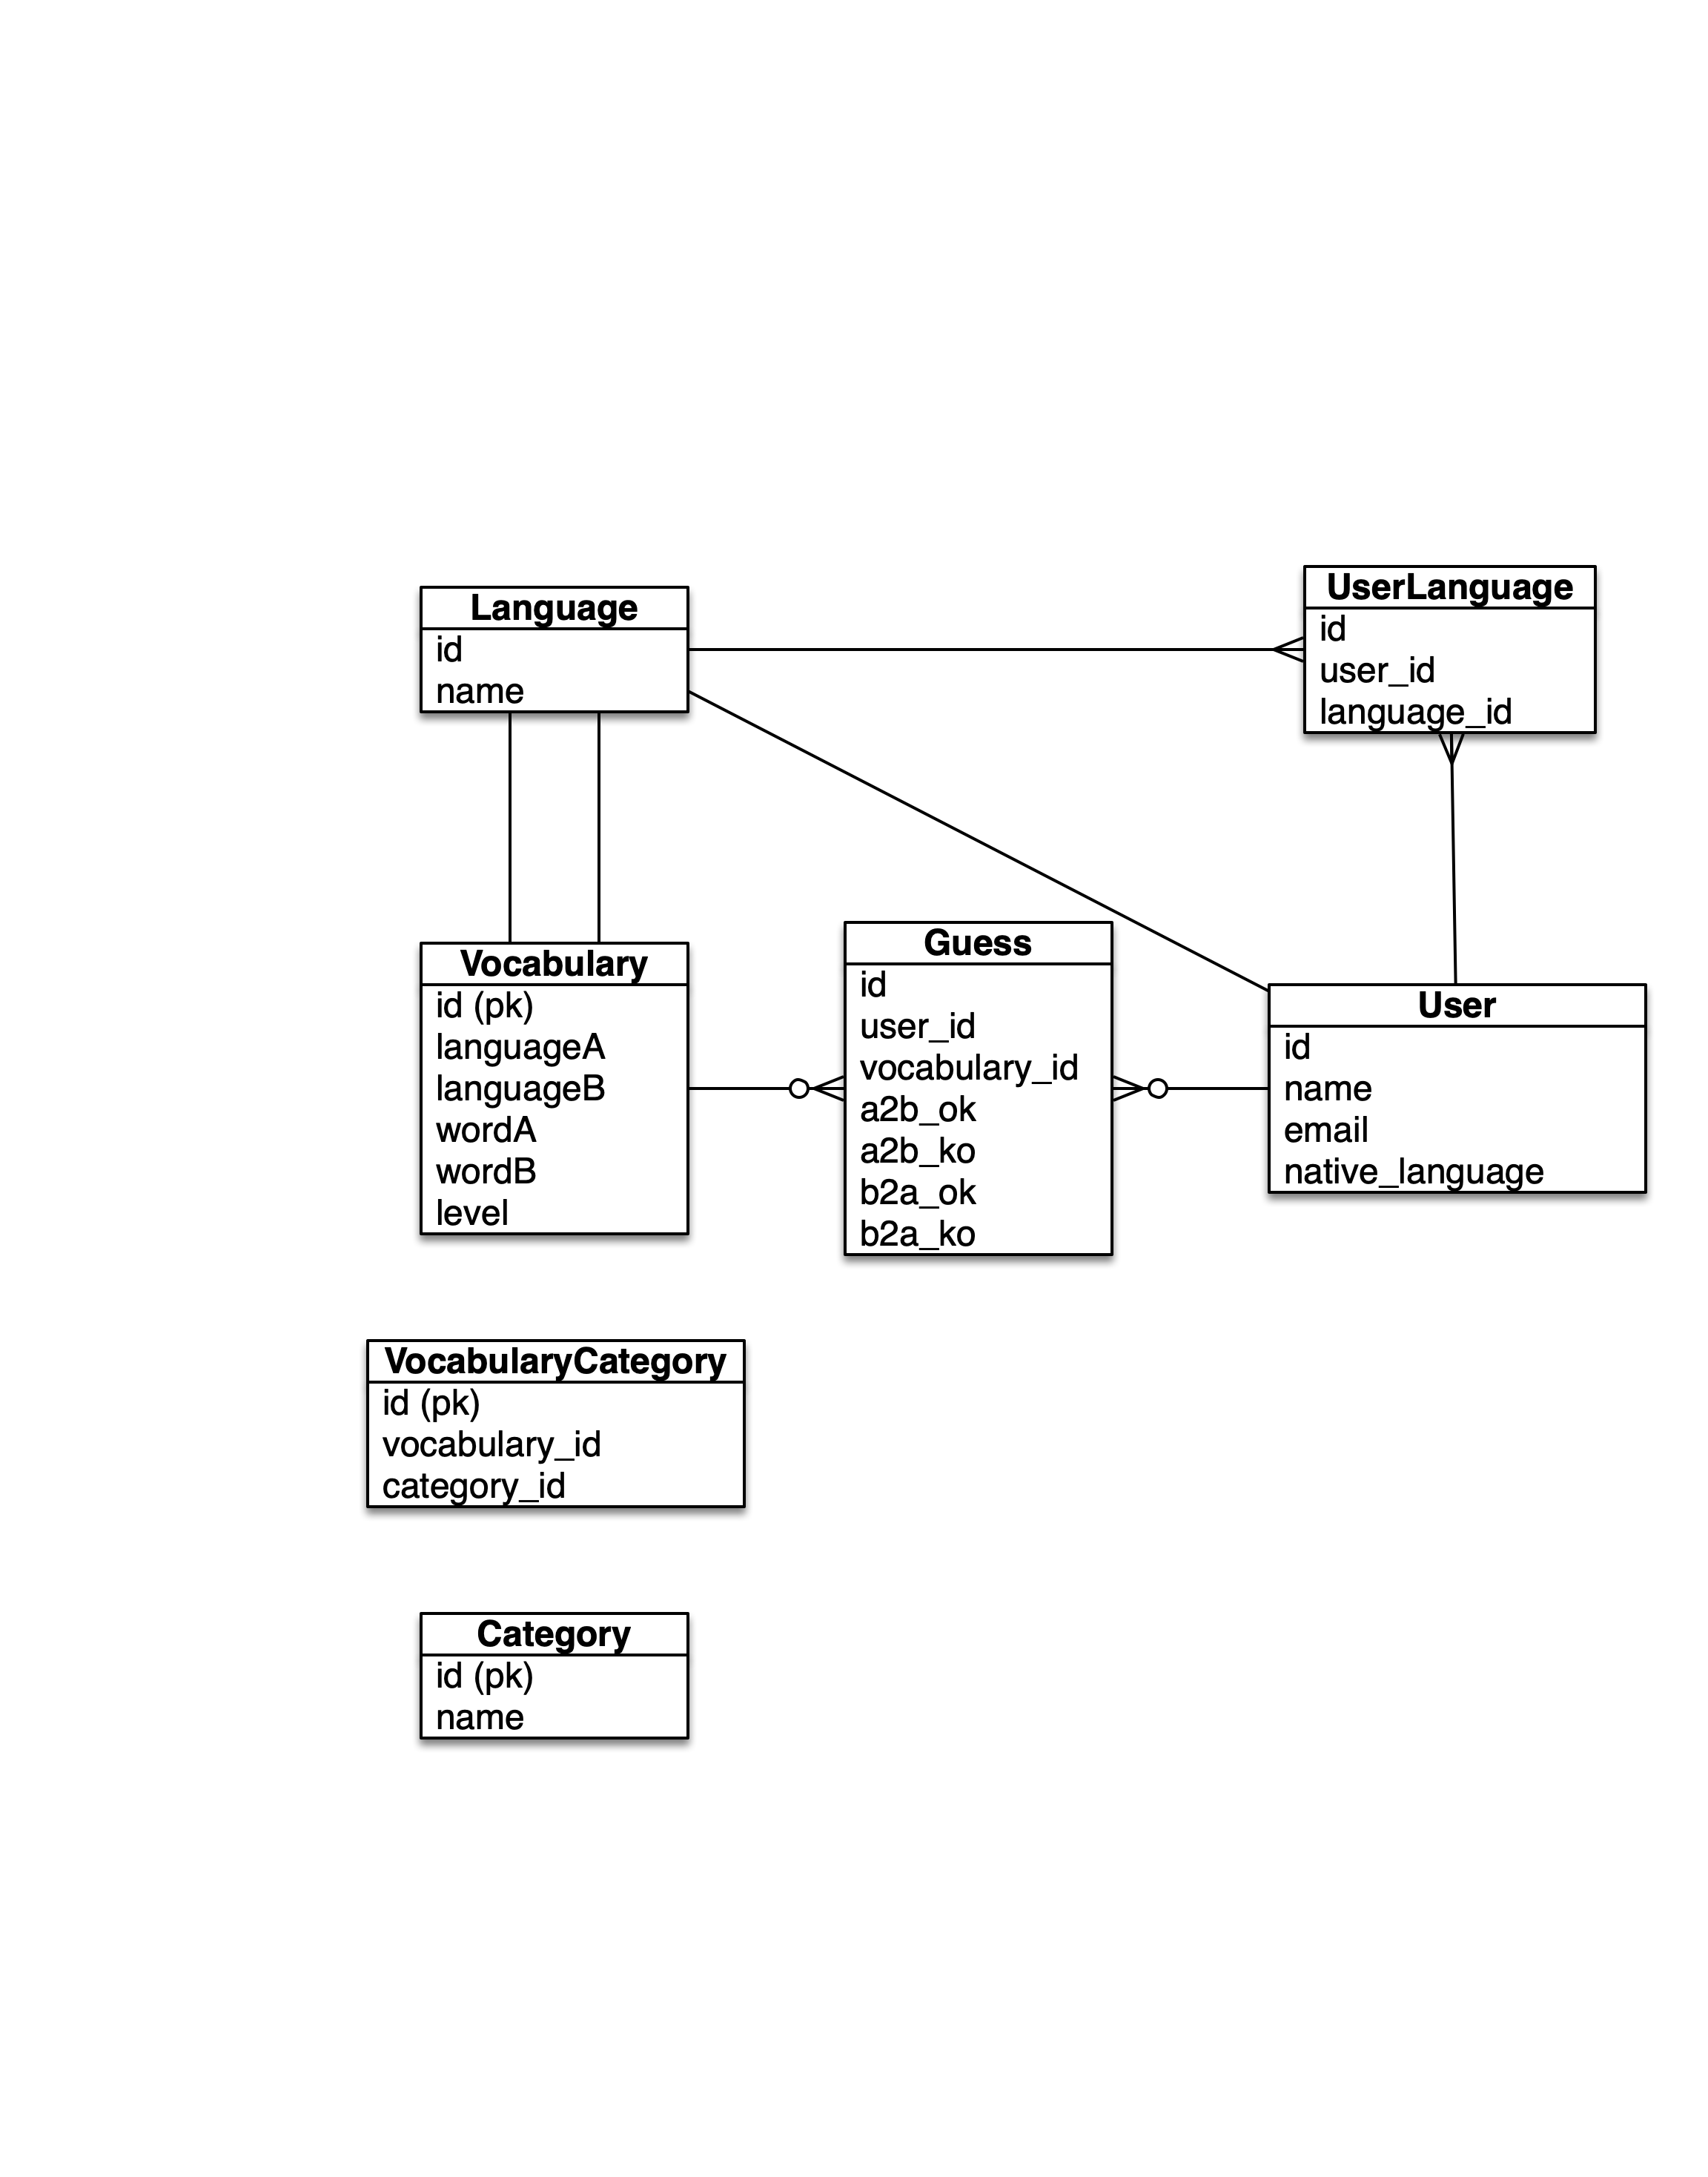 Language
id
name
UserLanguage
id
user_id
language_id
Vocabulary
id (pk)
languageA
languageB
wordA
wordB
level
Guess
id
user_id
vocabulary_id
a2b_ok
a2b_ko
b2a_ok
b2a_ko
User
id
name
email
native_language
VocabularyCategory
id (pk)
vocabulary_id
category_id
Category
id (pk)
name